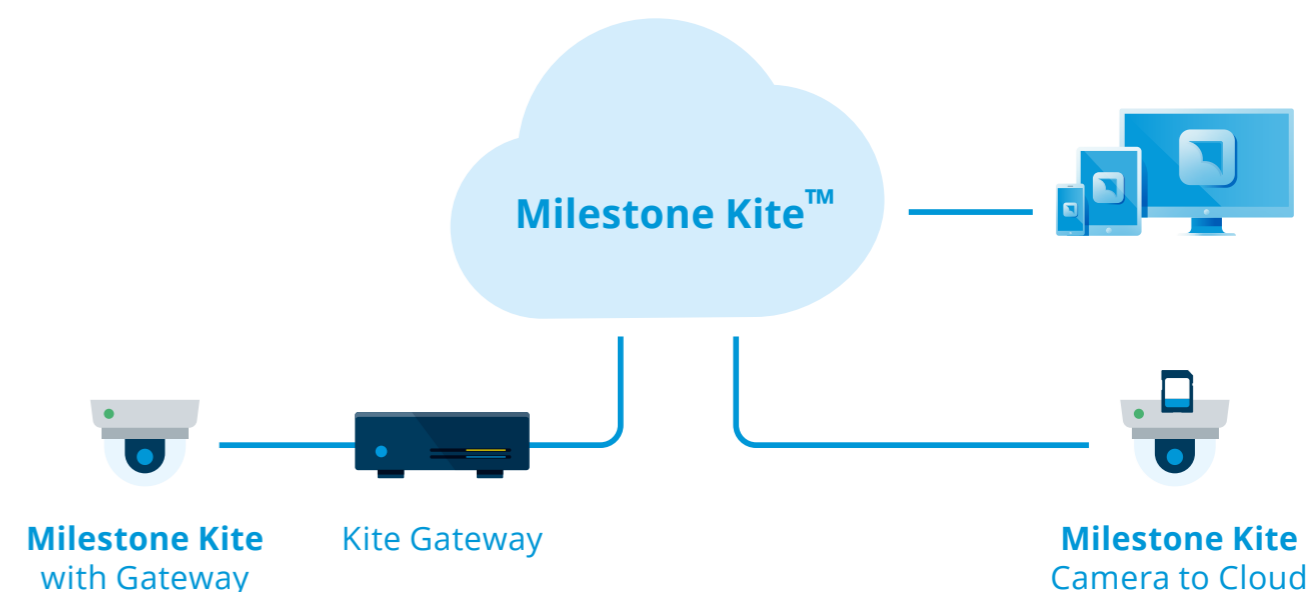 Milestone Kite™
Milestone Kite
with Gateway
Kite Gateway
Milestone Kite
Camera to Cloud